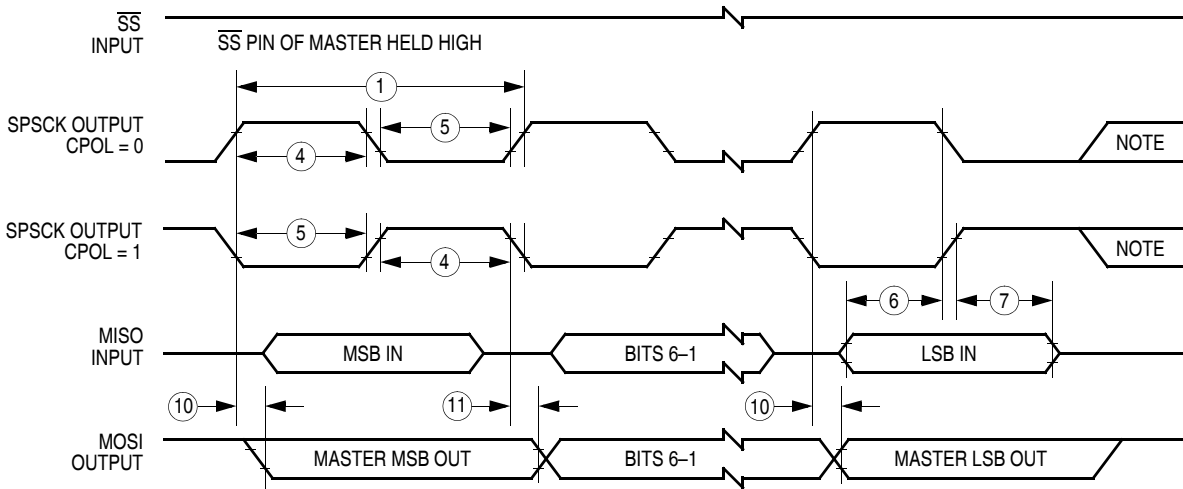 SS
INPUT
SS PIN OF MASTER HELD HIGH
1
SPSCK OUTPUT
CPOL = 0
5
4
NOTE
SPSCK OUTPUT
CPOL = 1
5
4
NOTE
6
7
MISO
INPUT
MSB IN
BITS 6–1
LSB IN
10
11
10
MOSI
OUTPUT
MASTER MSB OUT
BITS 6–1
MASTER LSB OUT